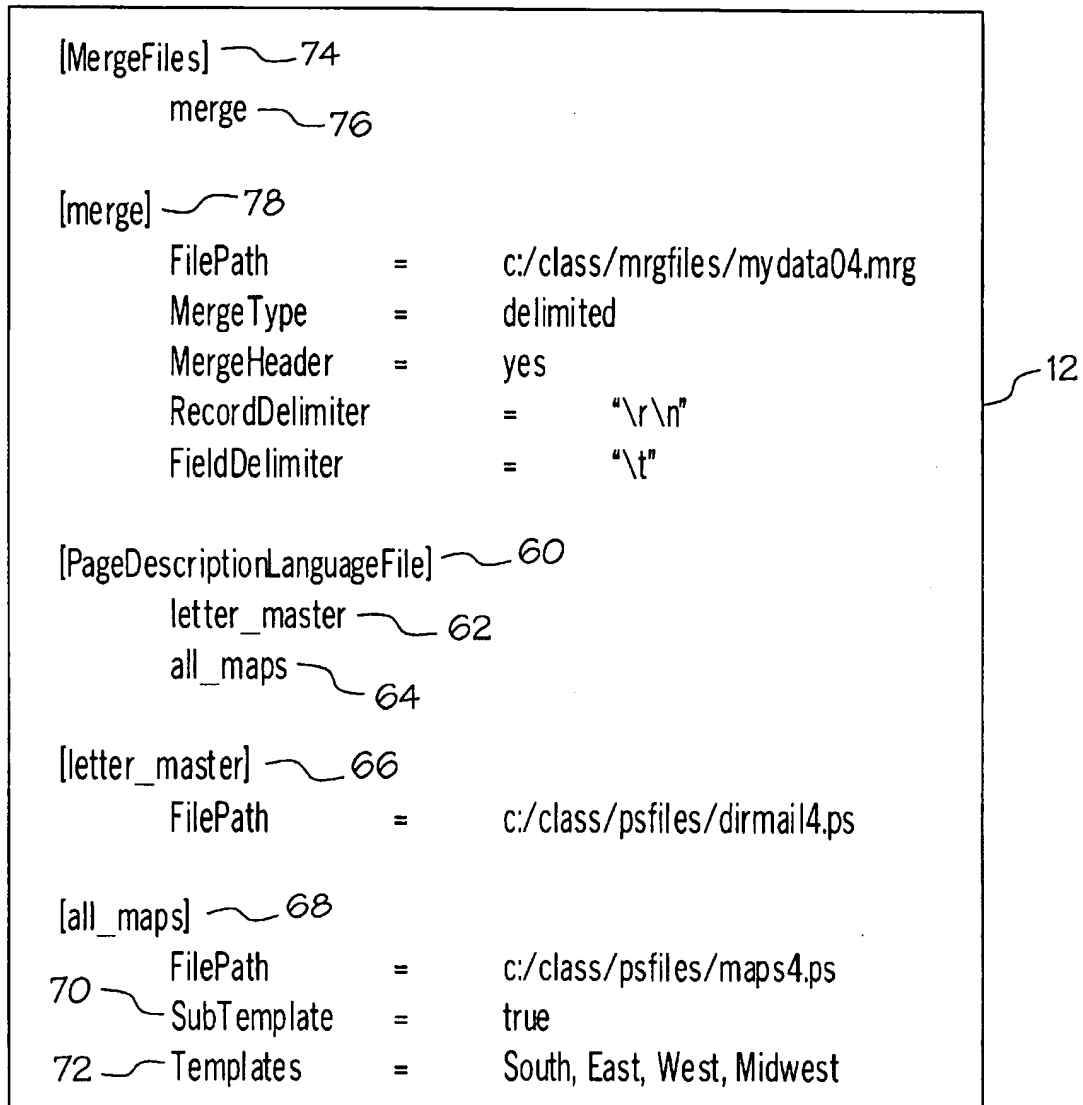 [MergeFiles] 74
merge 76
[merge] 78
FilePath = c:/class/mrgfiles/mydata04.mrg
MergeType = delimited
MergeHeader = yes
12
RecordDelimiter = “\r\n”
FieldDelimiter = “\t”
[PageDescriptionLanguageFile] 60
letter_master 62
all_maps 64
[letter_master] 66
FilePath = c:/class/psfiles/dirmail4.ps
[all_maps] 68
FilePath = c:/class/psfiles/maps4.ps
70 SubTemplate = true
72 Templates = South, East, West, Midwest